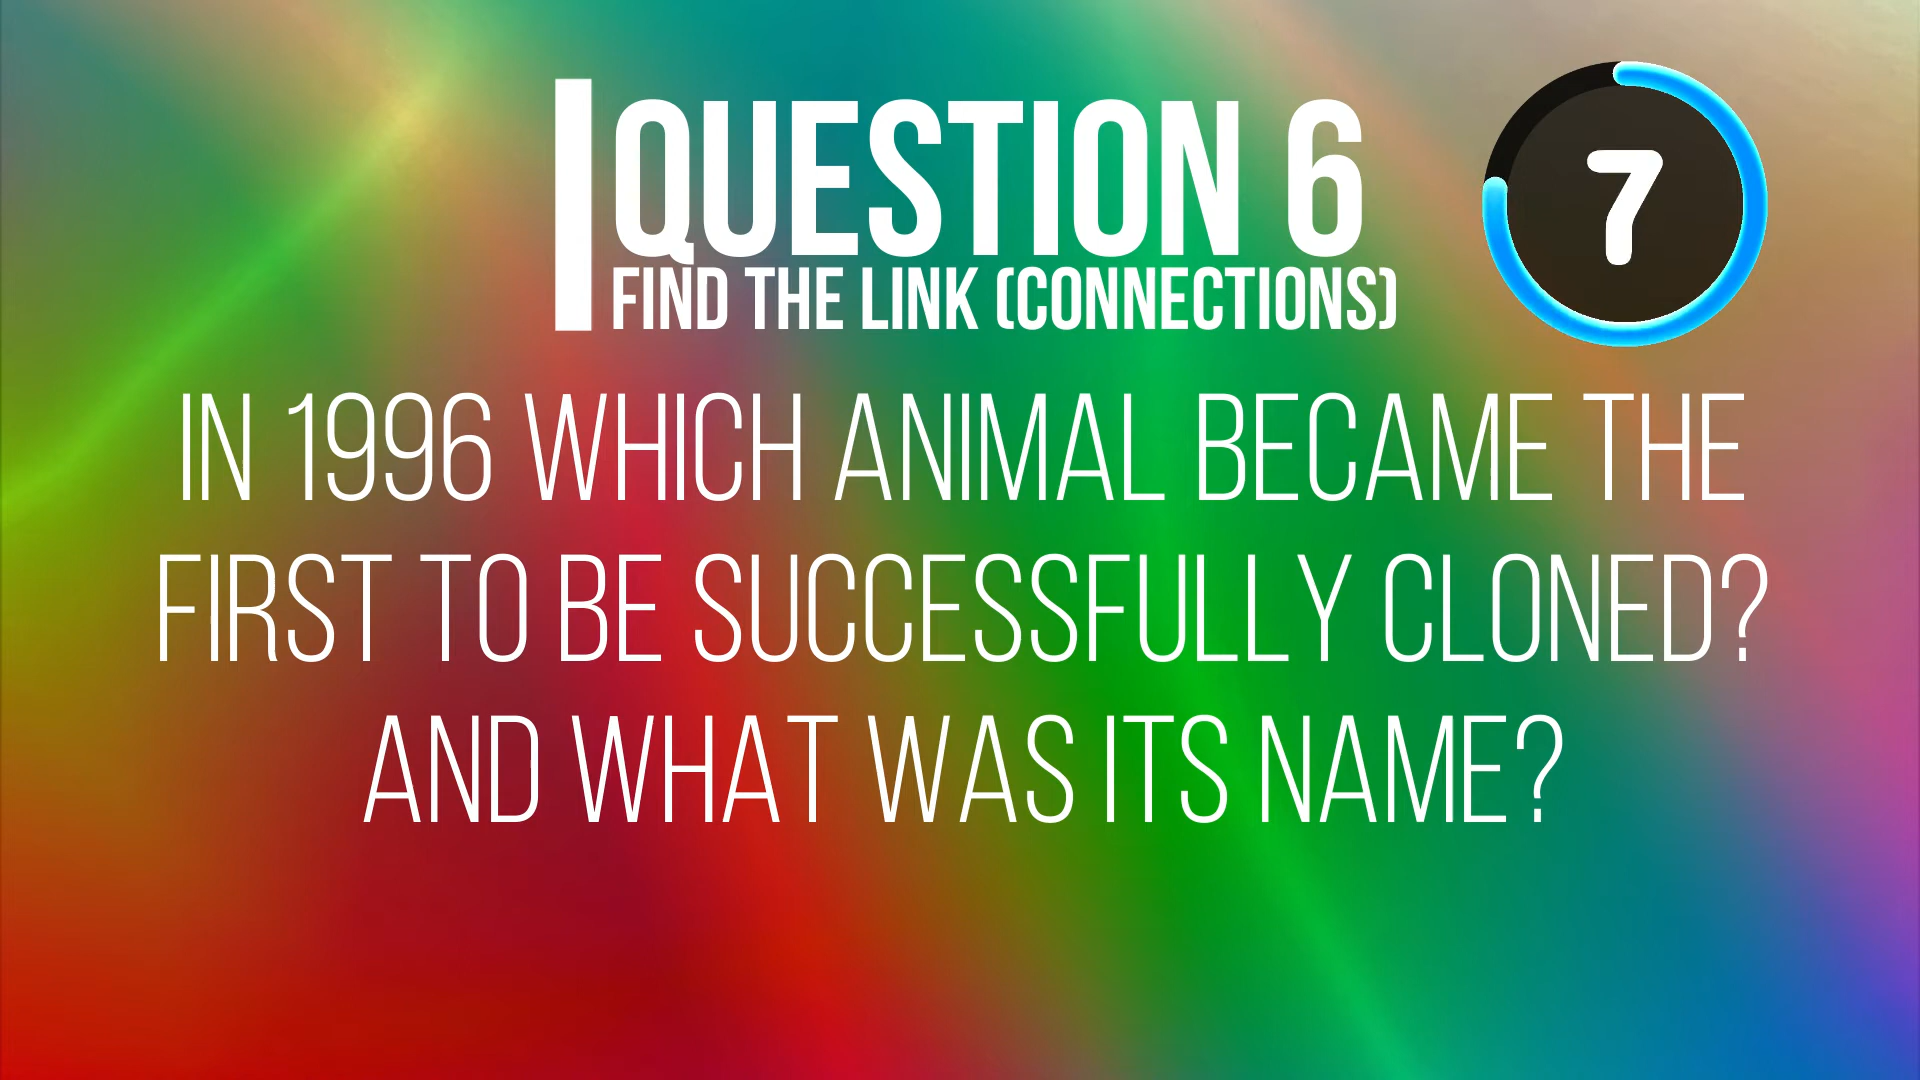 QUESTION 6
FIND THE LINK (CONNECTIONS)
7
IN 1996 WHICH ANIMAL BECAME THE
FIRST TO BE SUCCESSFULLY CLONED?
AND WHAT WAS ITS NAME?